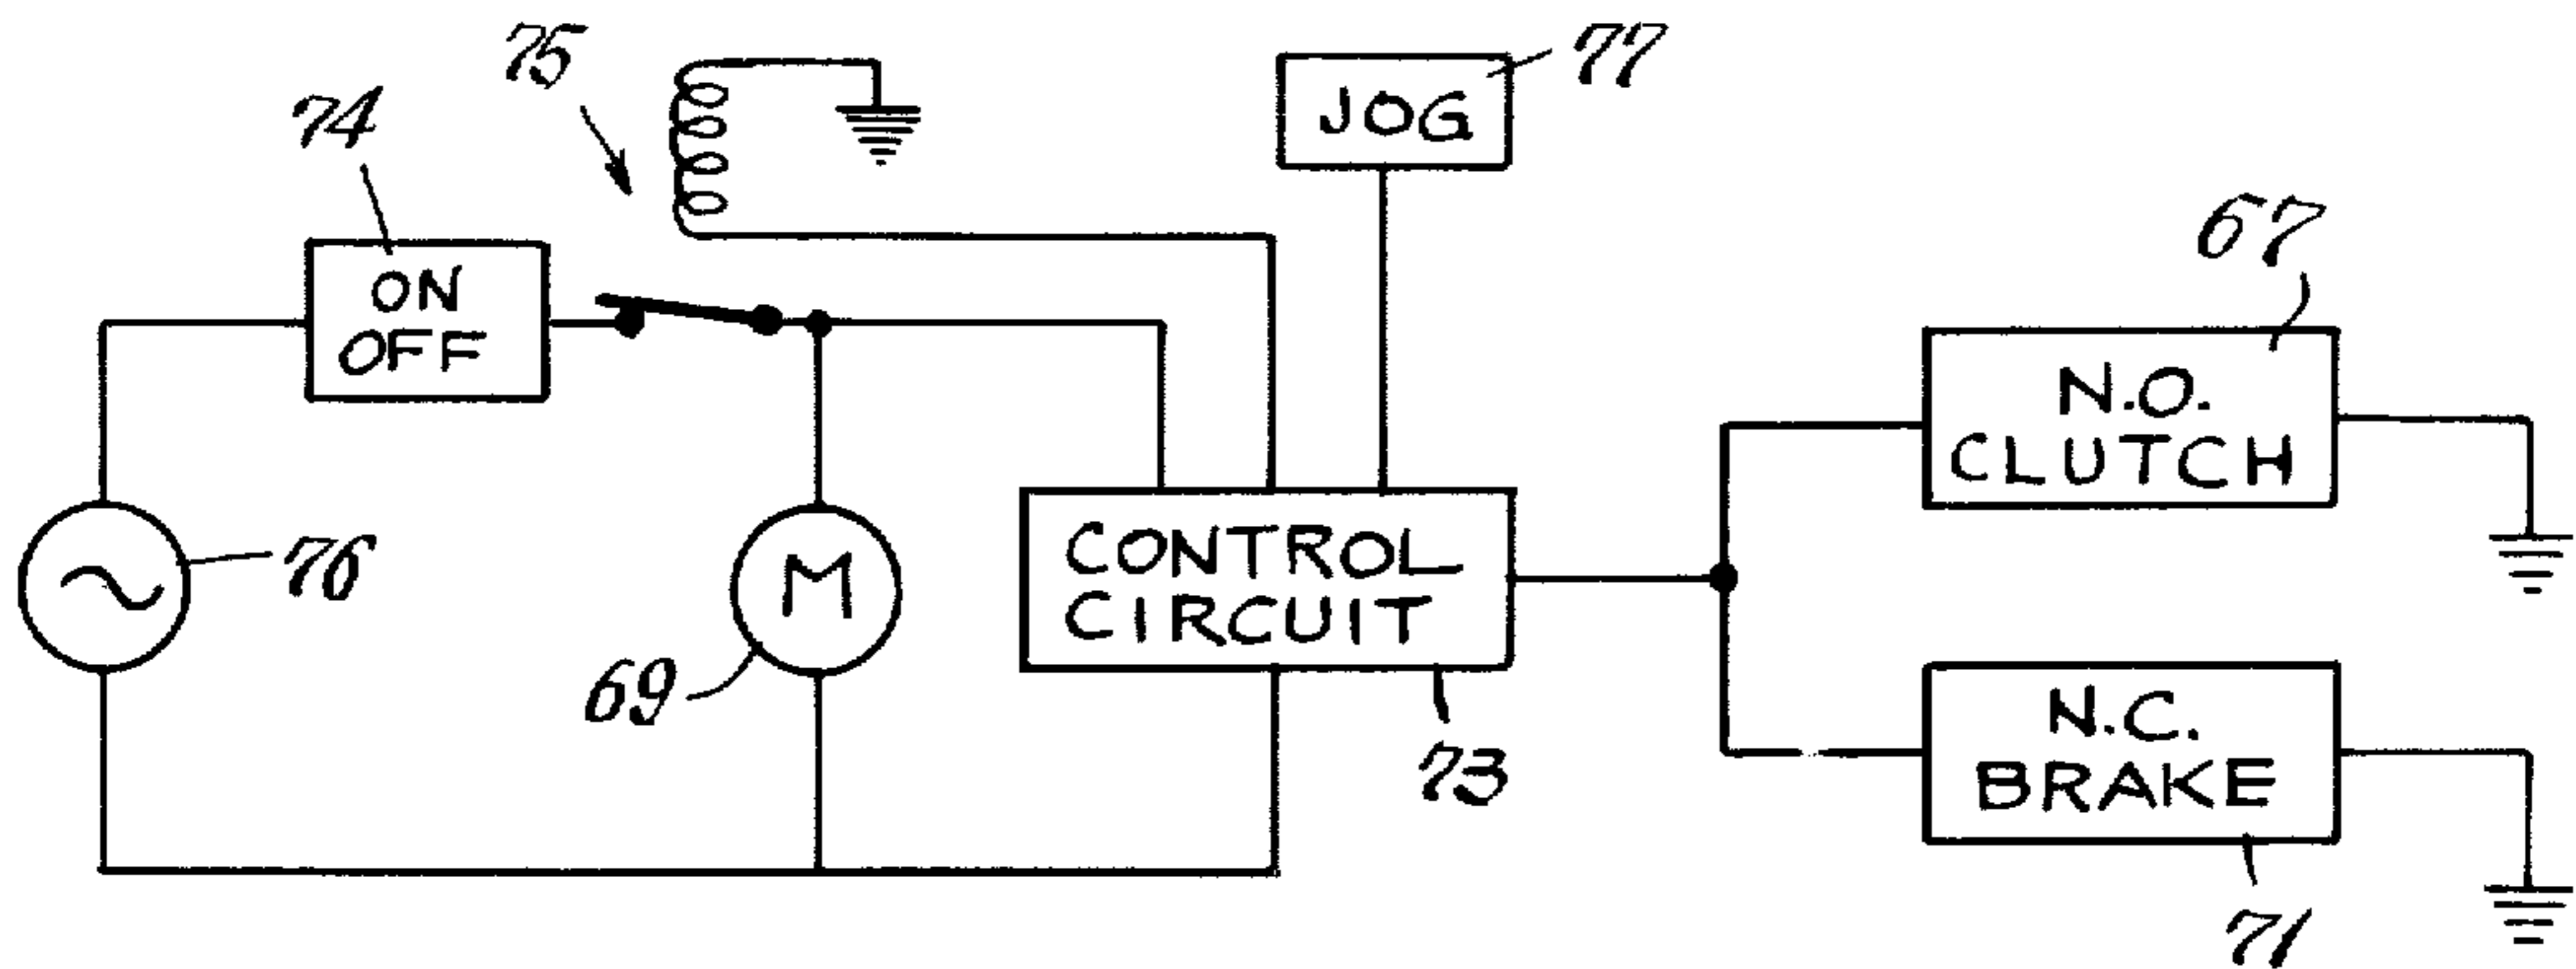 75
77
JOG
74
67
ON
OFF
N.O.
CLUTCH
76
M
CONTROL
CIRCUIT
69
73
N.C.
BRAKE
71